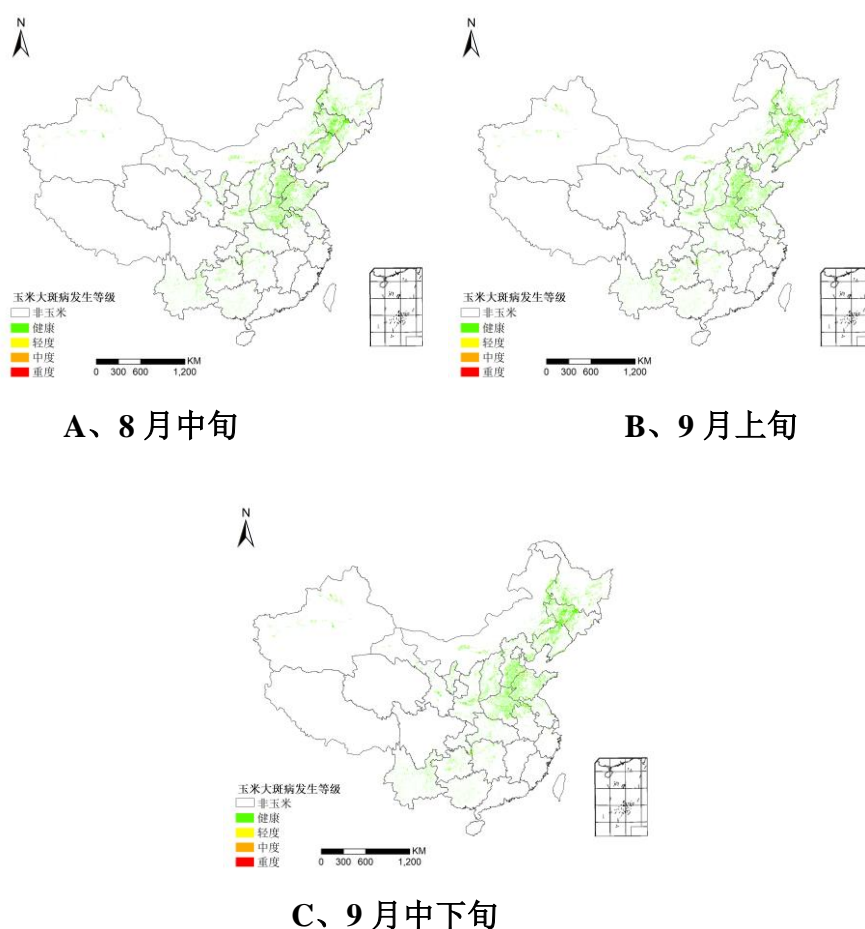 N
玉米大斑病发生等级
非玉米
健康
轻度
中度
重度
KM
0 300 600 1,200
A、8 月中旬
N
玉米大斑病发生等级
非玉米
健康
轻度
中度
重度
KM
0 300 600 1,200
B、9 月上旬
N
玉米大斑病发生等级
非玉米
健康
轻度
中度
重度
KM
0 300 600 1,200
C、9 月中下旬